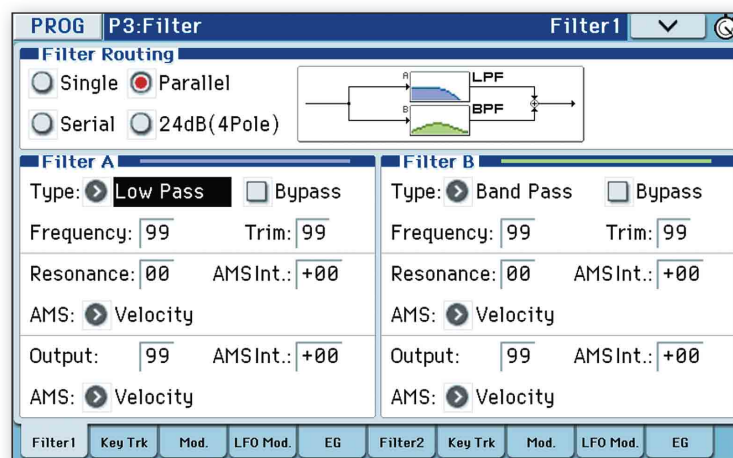 PROG P3:Filter Filter1
Filter Routing
Single Parallel
Serial 24dB(4Pole)
A LPF
B BPF
Filter A
Type: Low Pass Bypass
Frequency: 99 Trim: 99
Resonance: 00 AMS Int.: +00
AMS: Velocity
Output: 99 AMS Int.: +00
AMS: Velocity
Filter B
Type: Band Pass Bypass
Frequency: 99 Trim: 99
Resonance: 00 AMS Int.: +00
AMS: Velocity
Output: 99 AMS Int.: +00
AMS: Velocity
Filter1 Key Trk Mod. LFO Mod. EG Filter2 Key Trk Mod. LFO Mod. EG